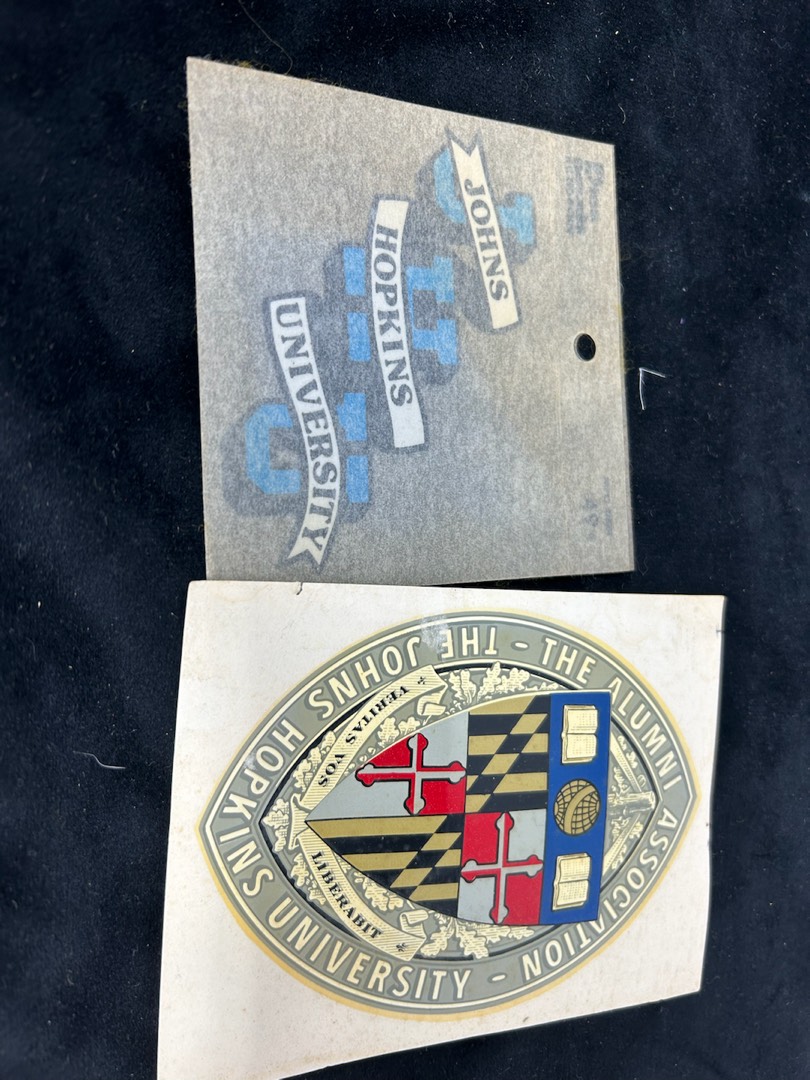 JOHNS
HOPKINS
UNIVERSITY
J
H
U
THE ALUMNI ASSOCIATION - THE JOHNS HOPKINS UNIVERSITY -
VERITAS VOS
LIBERABIT